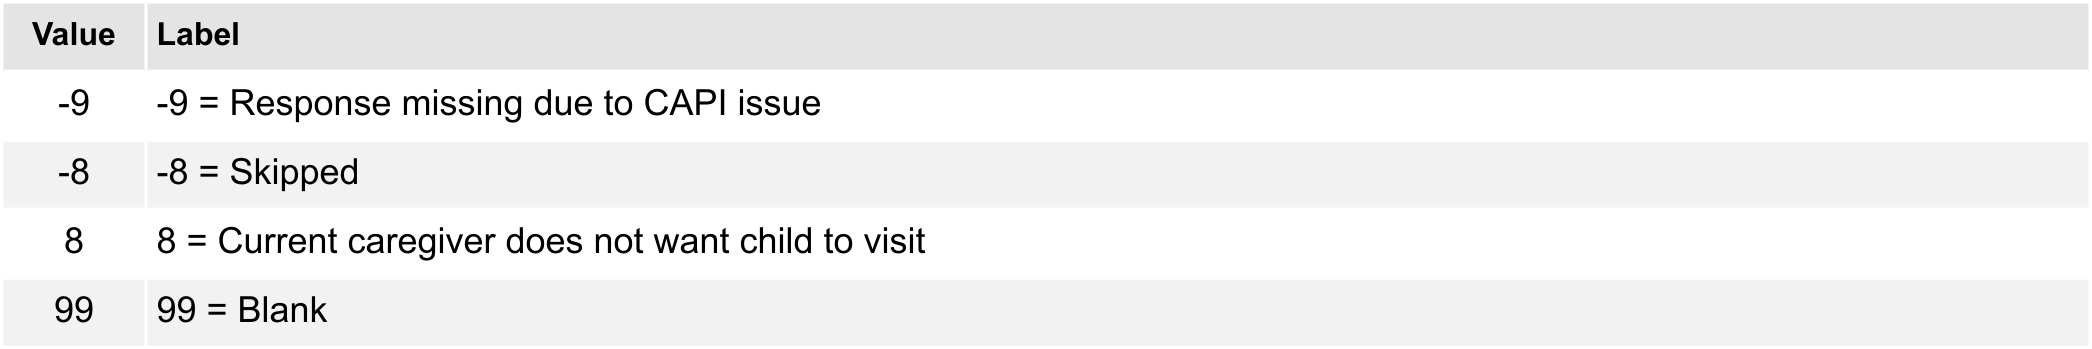 Value Label
-9 -9 = Response missing due to CAPI issue
-8 -8 = Skipped
8 8 = Current caregiver does not want child to visit
99 99 = Blank